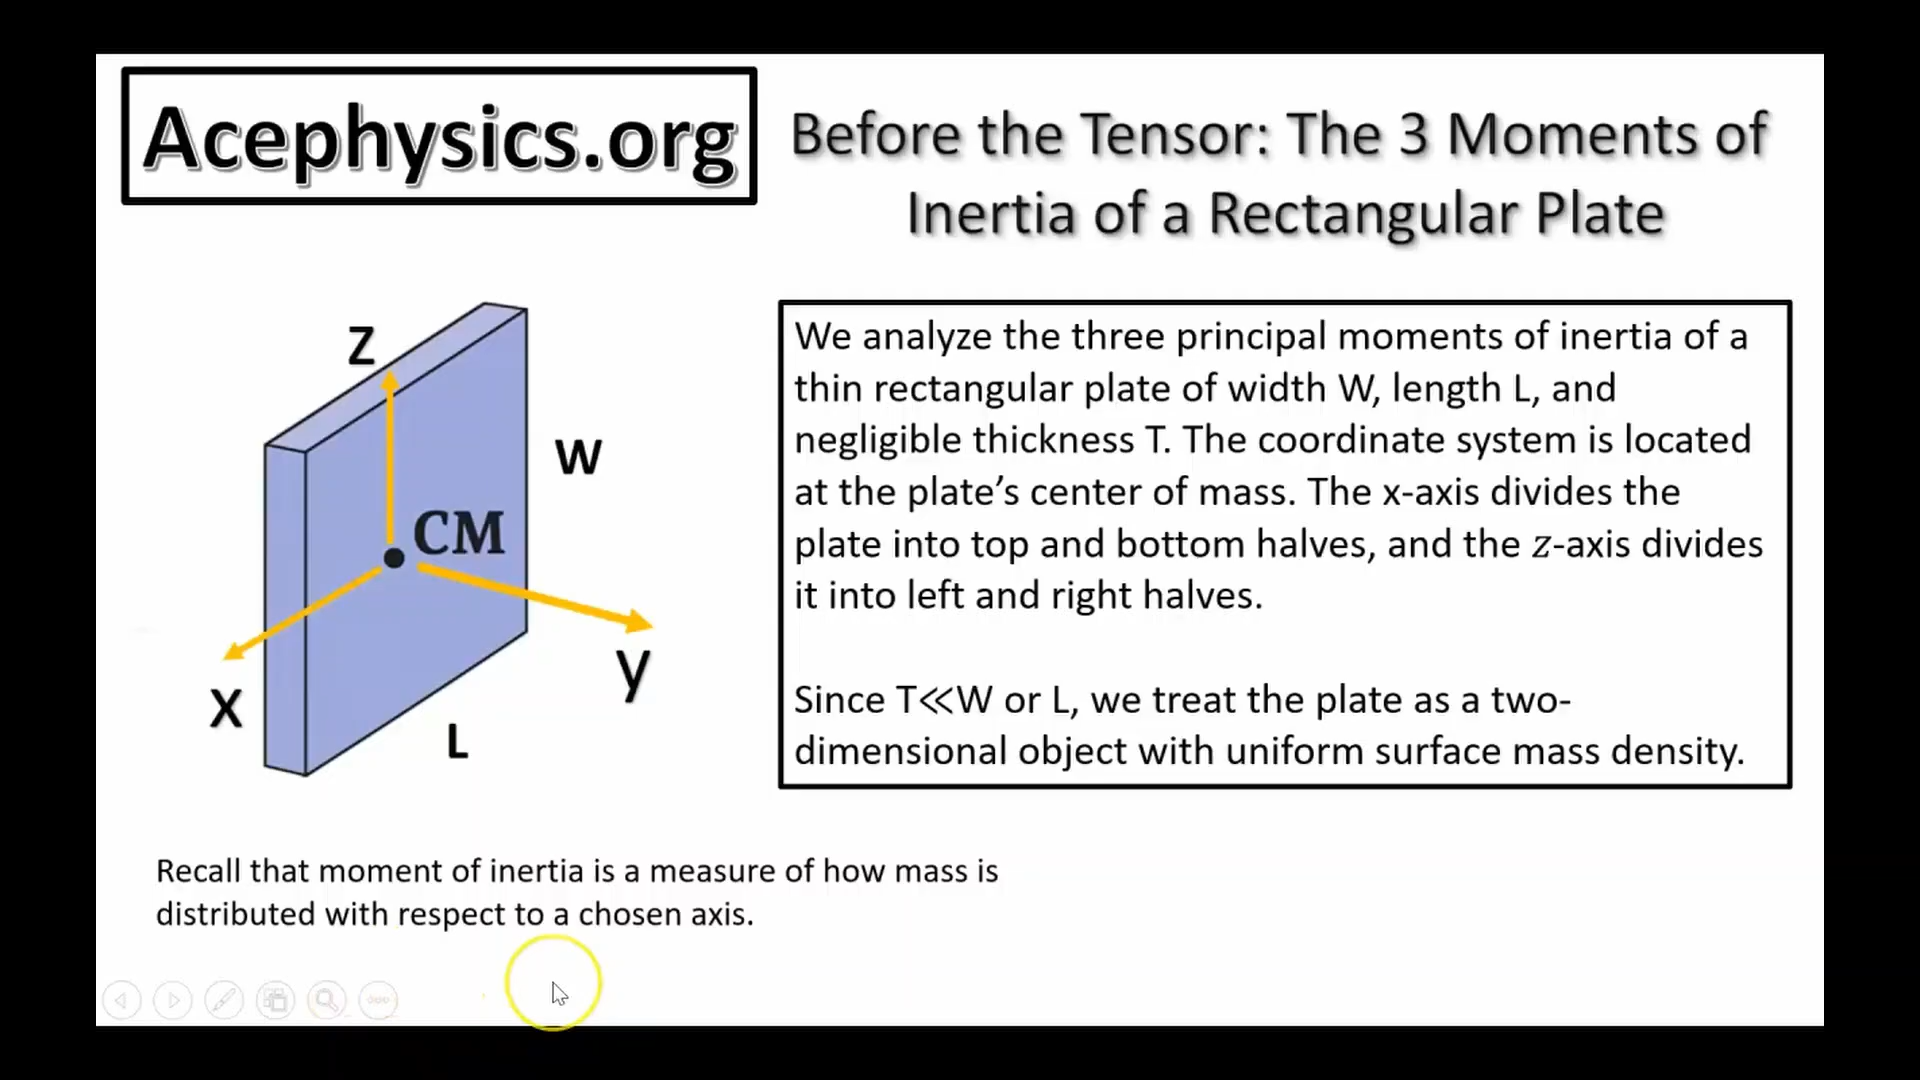 Acephysics.org
Before the Tensor: The 3 Moments of
Inertia of a Rectangular Plate
Z
W
CM
X
y
L
We analyze the three principal moments of inertia of a
thin rectangular plate of width W, length L, and
negligible thickness T. The coordinate system is located
at the plate’s center of mass. The x-axis divides the
plate into top and bottom halves, and the z-axis divides
it into left and right halves.
Since T≪W or L, we treat the plate as a two-
dimensional object with uniform surface mass density.
Recall that moment of inertia is a measure of how mass is
distributed with respect to a chosen axis.